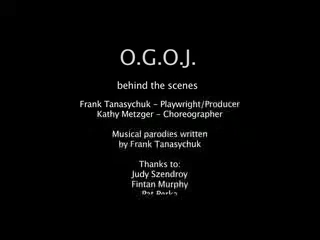 O.G.O.J.
behind the scenes
Frank Tanasychuk - Playwright/Producer
Kathy Metzger - Choreographer
Musical parodies written
by Frank Tanasychuk
Thanks to:
Judy Szendroy
Fintan Murphy